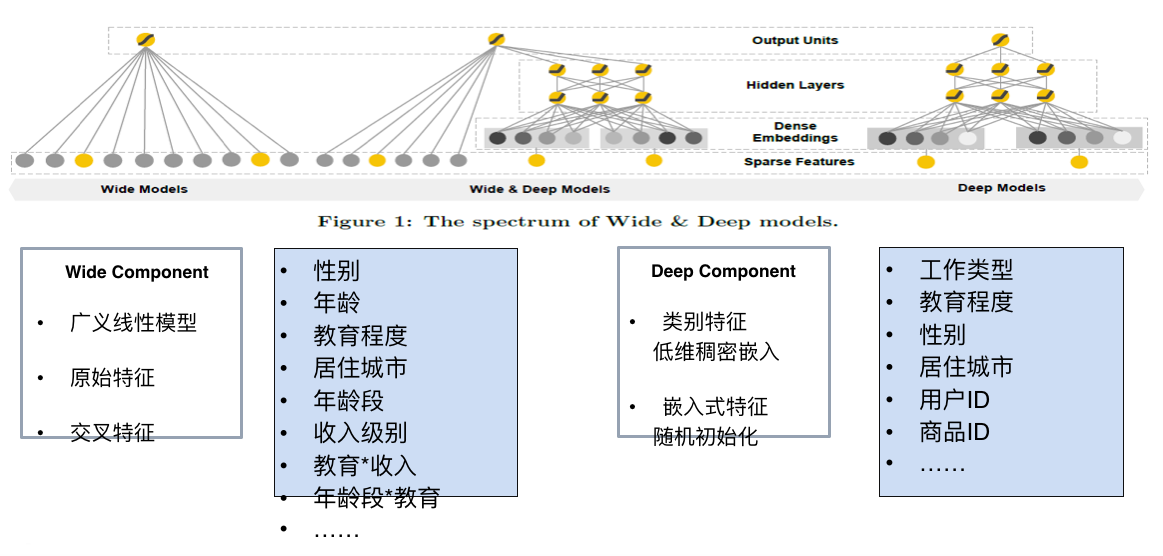 Output Units
Hidden Layers
Dense
Embeddings
Sparse Features
Wide Models
Wide & Deep Models
Deep Models
Figure 1: The spectrum of Wide & Deep models.
Wide Component
• 广义线性模型
• 原始特征
• 交叉特征
• 性别
• 年龄
• 教育程度
• 居住城市
• 年龄段
• 收入级别
• 教育*收入
• 年龄段*教育
• ……
Deep Component
• 类别特征
低维稠密嵌入
• 嵌入式特征
随机初始化
• 工作类型
• 教育程度
• 性别
• 居住城市
• 用户ID
• 商品ID
• ……